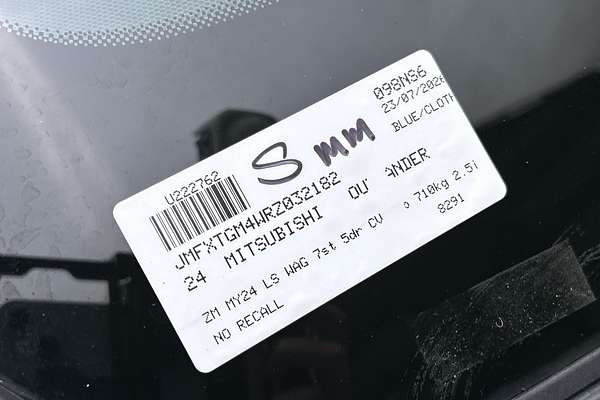 098NS6
23/07/202
BLUE/CLOTH
S MM
U222762
JMFXTGM4WRZ032182
24 MITSUBISHI OU ANDER
ZM MY24 LS WAG 7st 5dr CV 710kg 2.5i
NO RECALL
8291